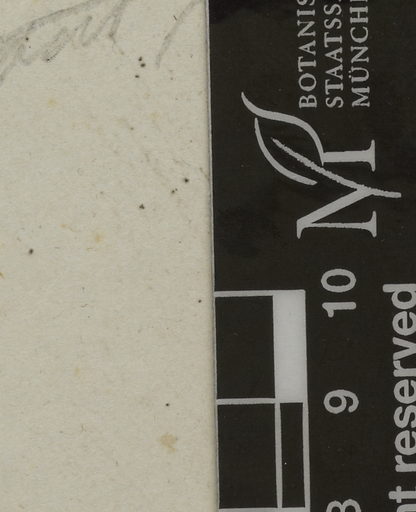 BOTANIS
STAATSS
MÜNCH
M
10
9
8
t reserved